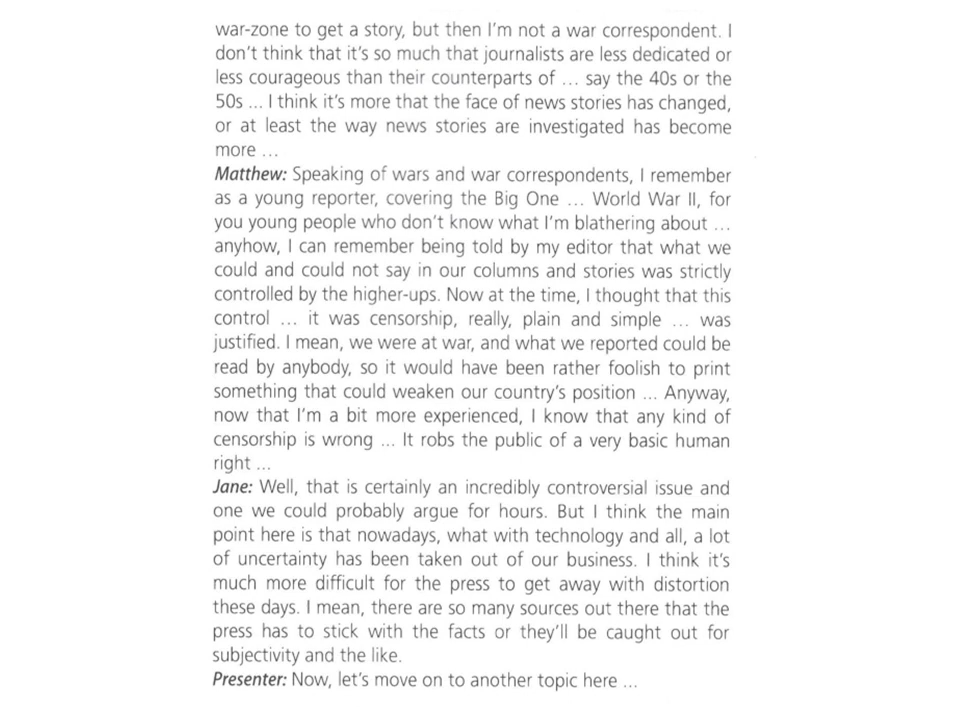 war-zone to get a story, but then I'm not a war correspondent. I
don't think that it's so much that journalists are less dedicated or
less courageous than their counterparts of ... say the 40s or the
50s ... I think it's more that the face of news stories has changed,
or at least the way news stories are investigated has become
more ...
Matthew: Speaking of wars and war correspondents, I remember
as a young reporter, covering the Big One ... World War II, for
you young people who don't know what I'm blathering about ...
anyhow, I can remember being told by my editor that what we
could and could not say in our columns and stories was strictly
controlled by the higher-ups. Now at the time, I thought that this
control ... it was censorship, really, plain and simple ... was
justified. I mean, we were at war, and what we reported could be
read by anybody, so it would have been rather foolish to print
something that could weaken our country's position ... Anyway,
now that I'm a bit more experienced, I know that any kind of
censorship is wrong ... It robs the public of a very basic human
right ...
Jane: Well, that is certainly an incredibly controversial issue and
one we could probably argue for hours. But I think the main
point here is that nowadays, what with technology and all, a lot
of uncertainty has been taken out of our business. I think it's
much more difficult for the press to get away with distortion
these days. I mean, there are so many sources out there that the
press has to stick with the facts or they'll be caught out for
subjectivity and the like.
Presenter: Now, let's move on to another topic here ...